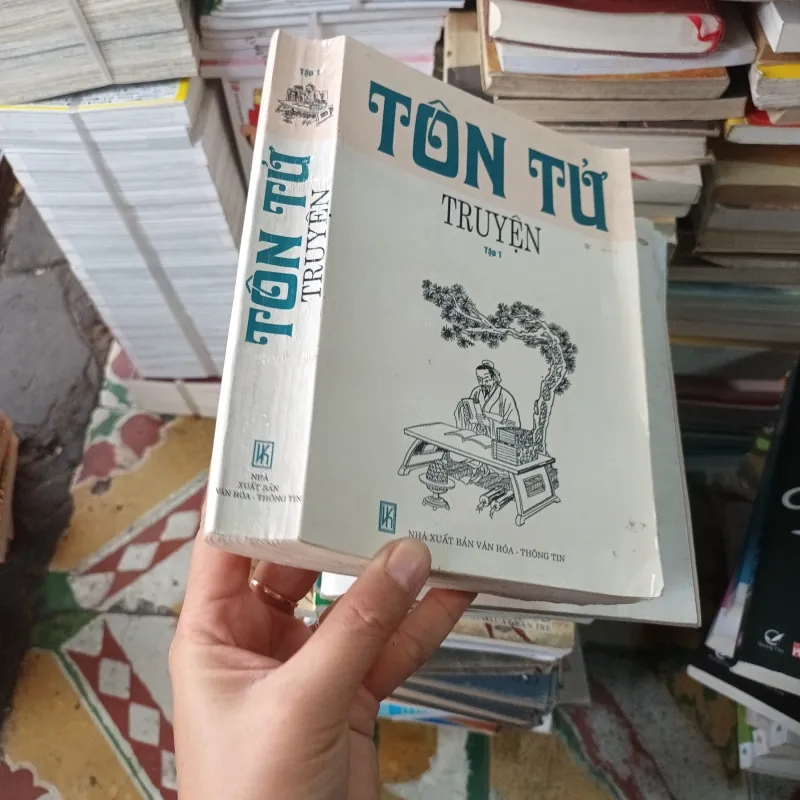 Tập 1
TÔN TỬ
TRUYỆN
NHÀ
XUẤT BẢN
VĂN HÓA - THÔNG TIN
TÔN TỬ
TRUYỆN
Tập 1
NHÀ XUẤT BẢN VĂN HÓA - THÔNG TIN